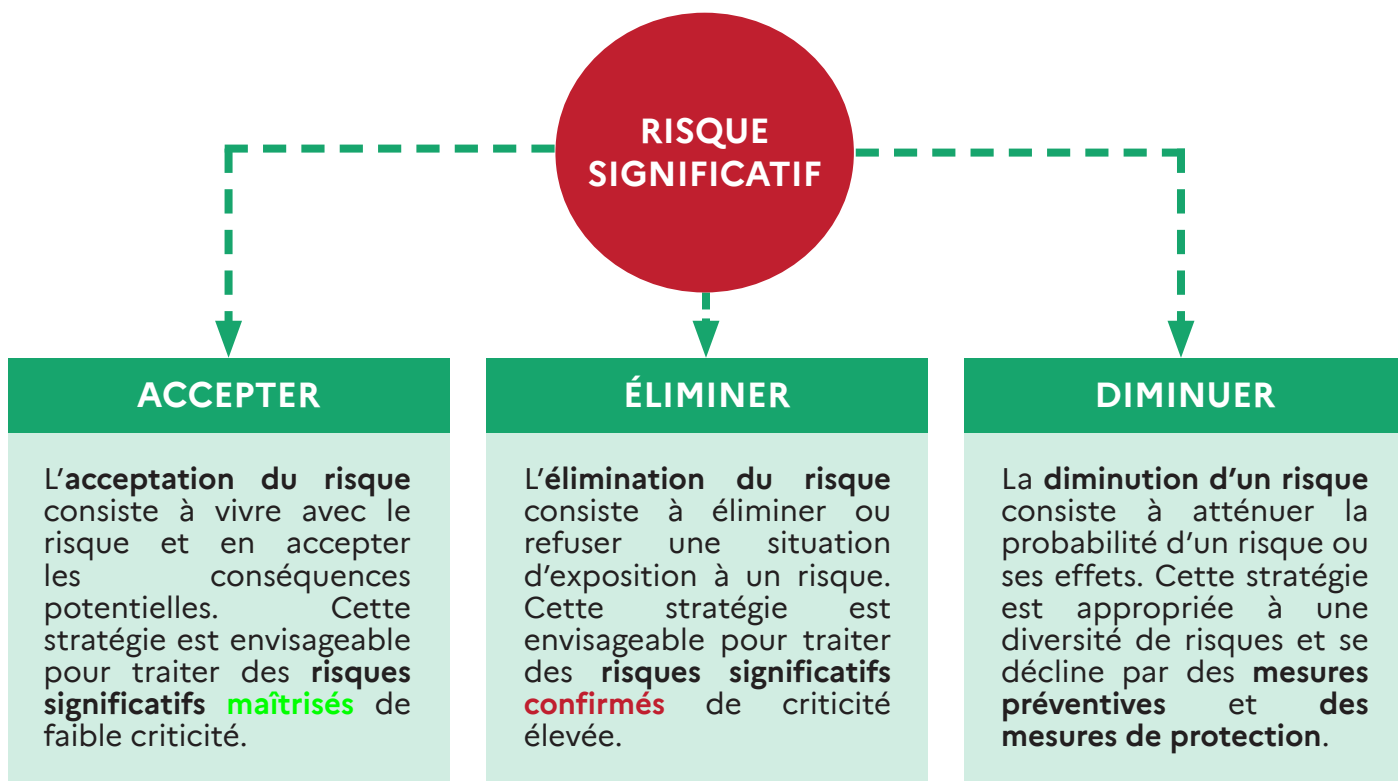 RISQUE
SIGNIFICATIF
ACCEPTER
L’acceptation du risque
consiste à vivre avec le
risque et en accepter
les conséquences
potentielles. Cette
stratégie est envisageable
pour traiter des risques
significatifs maîtrisés de
faible criticité.
ÉLIMINER
L’élimination du risque
consiste à éliminer ou
refuser une situation
d’exposition à un risque.
Cette stratégie est
envisageable pour traiter
des risques significatifs
confirmés de criticité
élevée.
DIMINUER
La diminution d’un risque
consiste à atténuer la
probabilité d’un risque ou
ses effets. Cette stratégie
est appropriée à une
diversité de risques et se
décline par des mesures
préventives et des
mesures de protection.